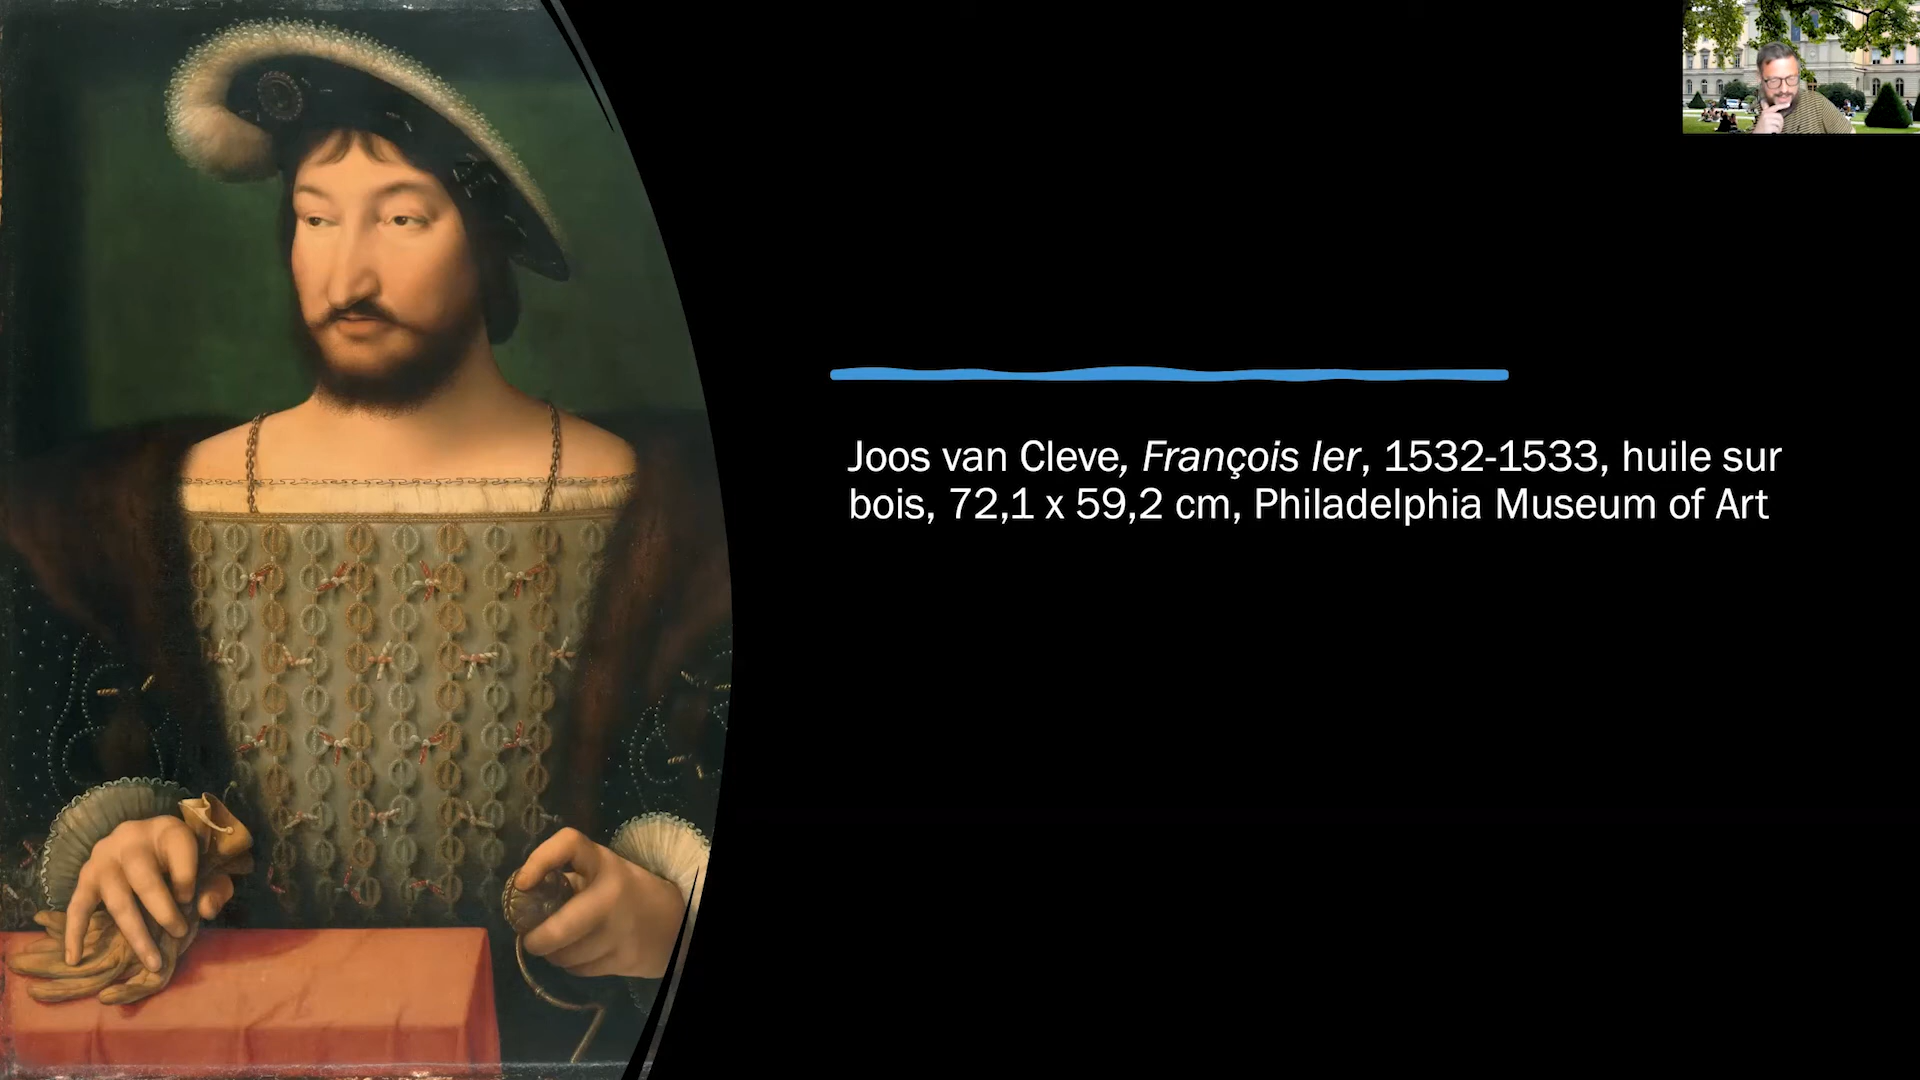 Joos van Cleve, François Ier, 1532-1533, huile sur
bois, 72,1 x 59,2 cm, Philadelphia Museum of Art